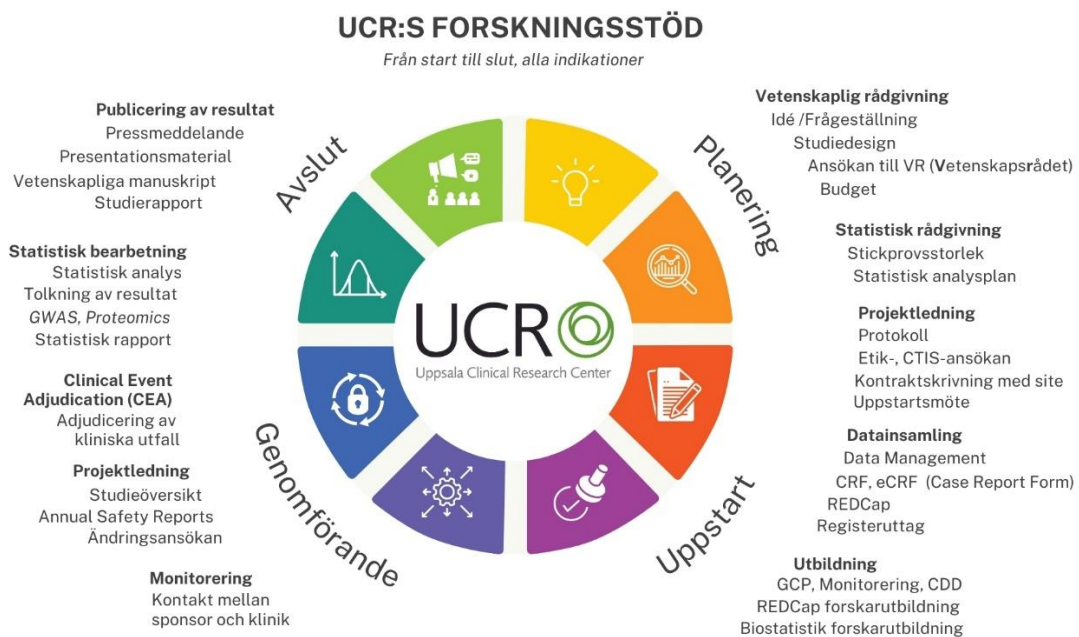 UCR:S FORSKNINGSSTÖD
Från start till slut, alla indikationer
Publicering av resultat
Pressmeddelande
Presentationsmaterial
Vetenskapliga manuskript
Studierapport
Statistisk bearbetning
Statistisk analys
Tolkning av resultat
GWAS, Proteomics
Statistisk rapport
Clinical Event
Adjudication (CEA)
Adjudicering av
kliniska utfall
Projektledning
Studieöversikt
Annual Safety Reports
Ändringsansökan
Monitorering
Kontakt mellan
sponsor och klinik
Avslut
Planering
Genomförande
Uppstart
UCR
Uppsala Clinical Research Center
Vetenskaplig rådgivning
Idé /Frågeställning
Studiedesign
Ansökan till VR (Vetenskapsrådet)
Budget
Statistisk rådgivning
Stickprovsstorlek
Statistisk analysplan
Projektledning
Protokoll
Etik-, CTIS-ansökan
Kontraktskrivning med site
Uppstartsmöte
Datainsamling
Data Management
CRF, eCRF (Case Report Form)
REDCap
Registeruttag
Utbildning
GCP, Monitorering, CDD
REDCap forskarutbildning
Biostatistik forskarutbildning